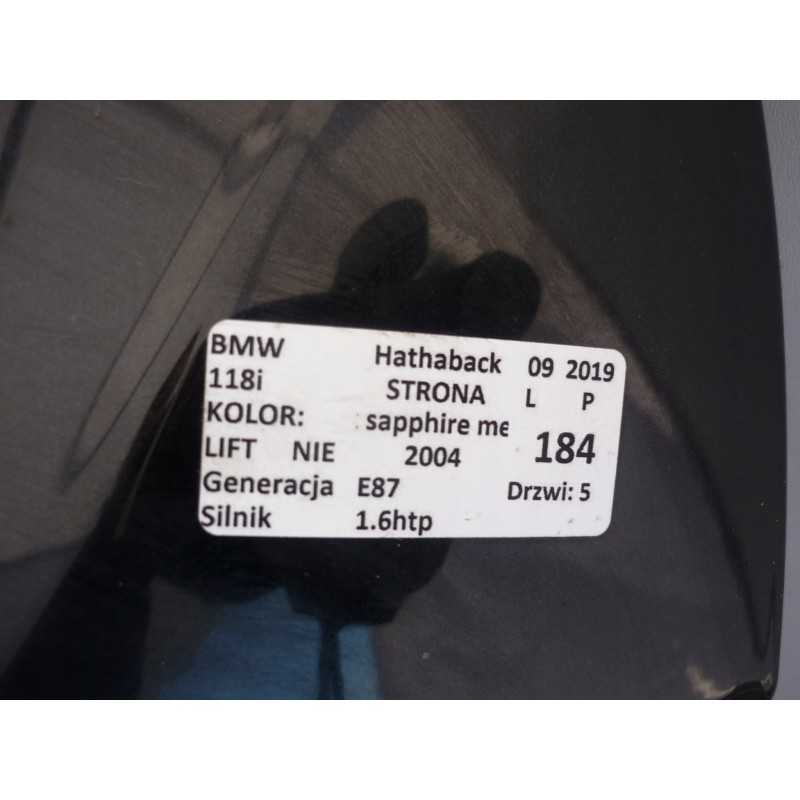 BMW Hathaback 09 2019
118i STRONA L P
KOLOR: sapphire me 184
LIFT NIE 2004
Generacja E87 Drzwi: 5
Silnik 1.6htp